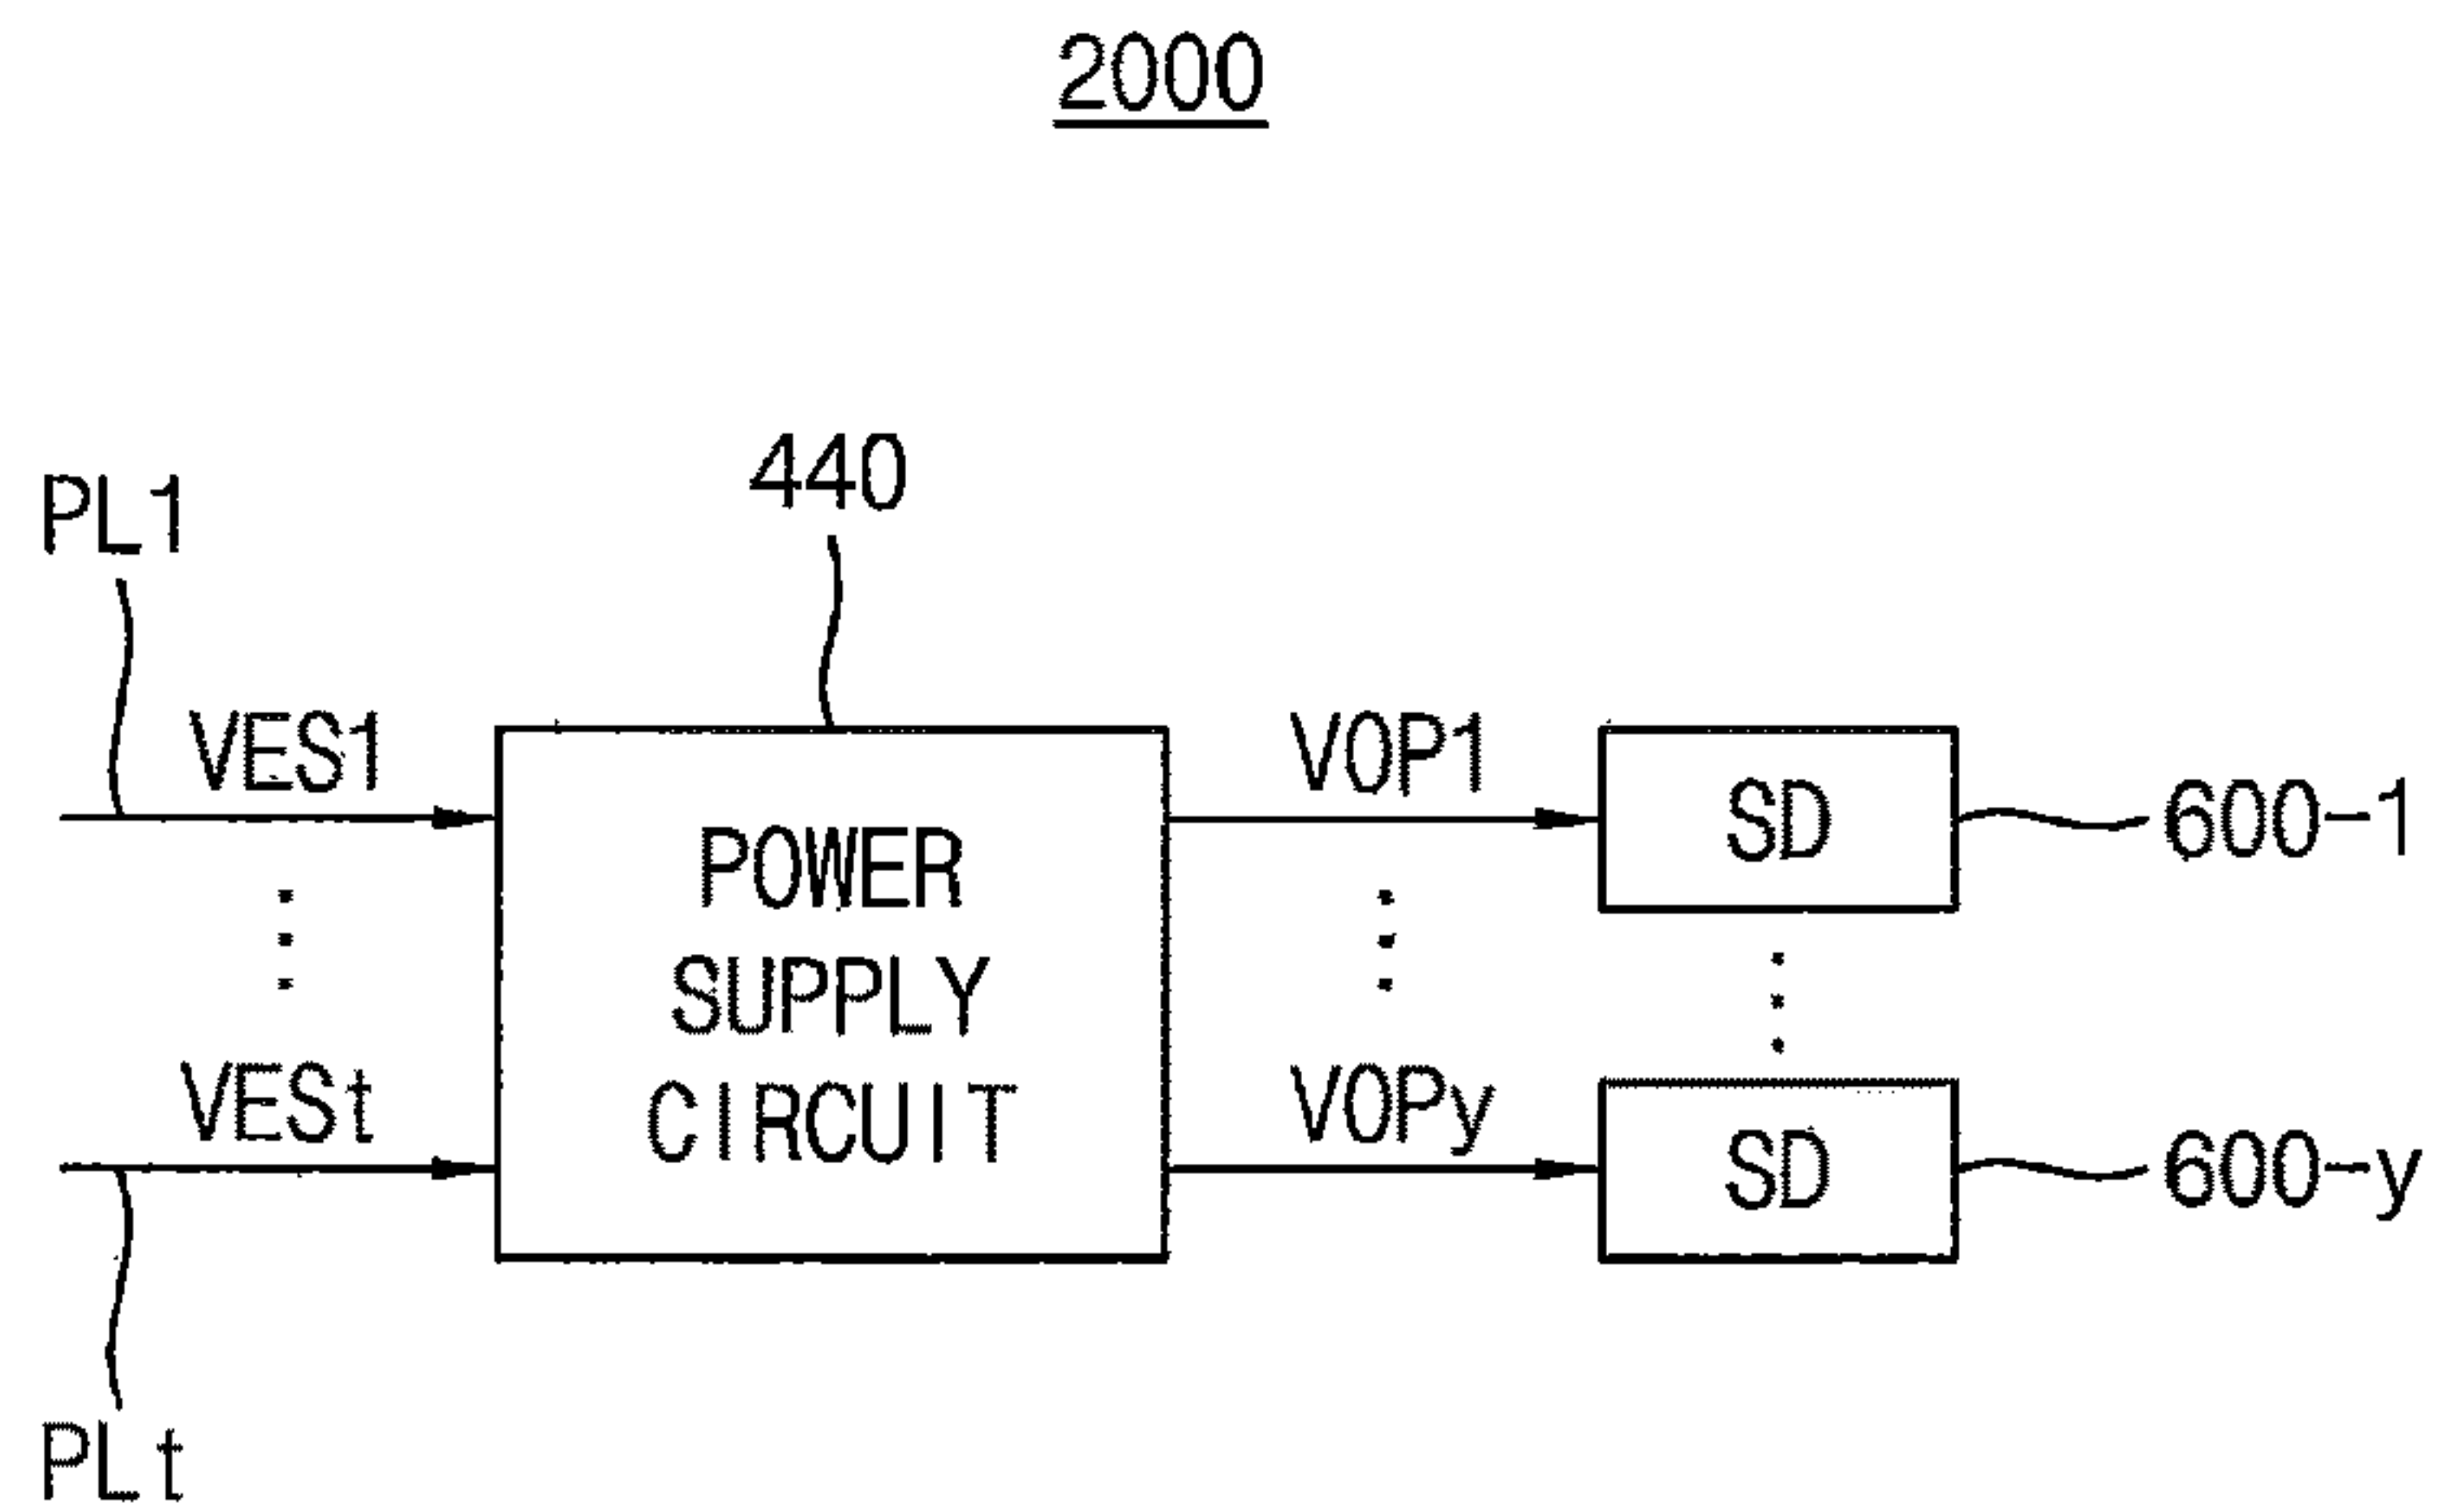 2000
440
PL1
VES1
VOP1
SD
600-1
POWER
SUPPLY
CIRCUIT
VESt
VOPy
SD
600-y
PLt